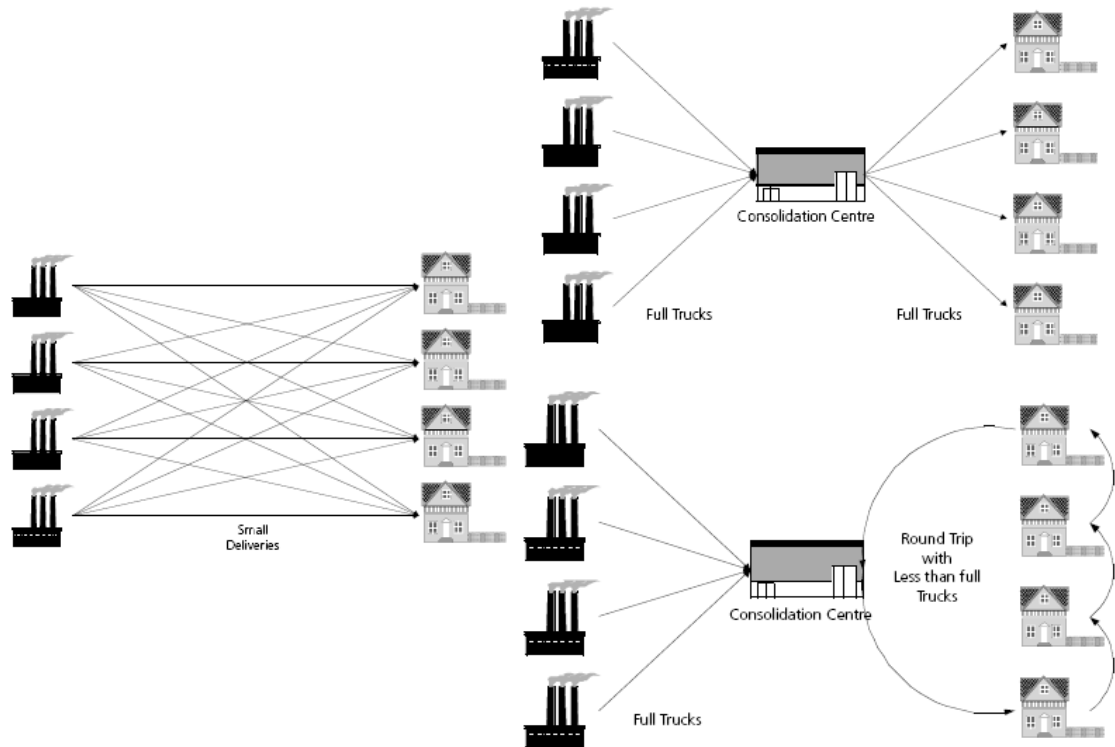 Small
Deliveries
Consolidation Centre
Full Trucks
Full Trucks
Round Trip
with
Less than full
Trucks
Consolidation Centre
Full Trucks